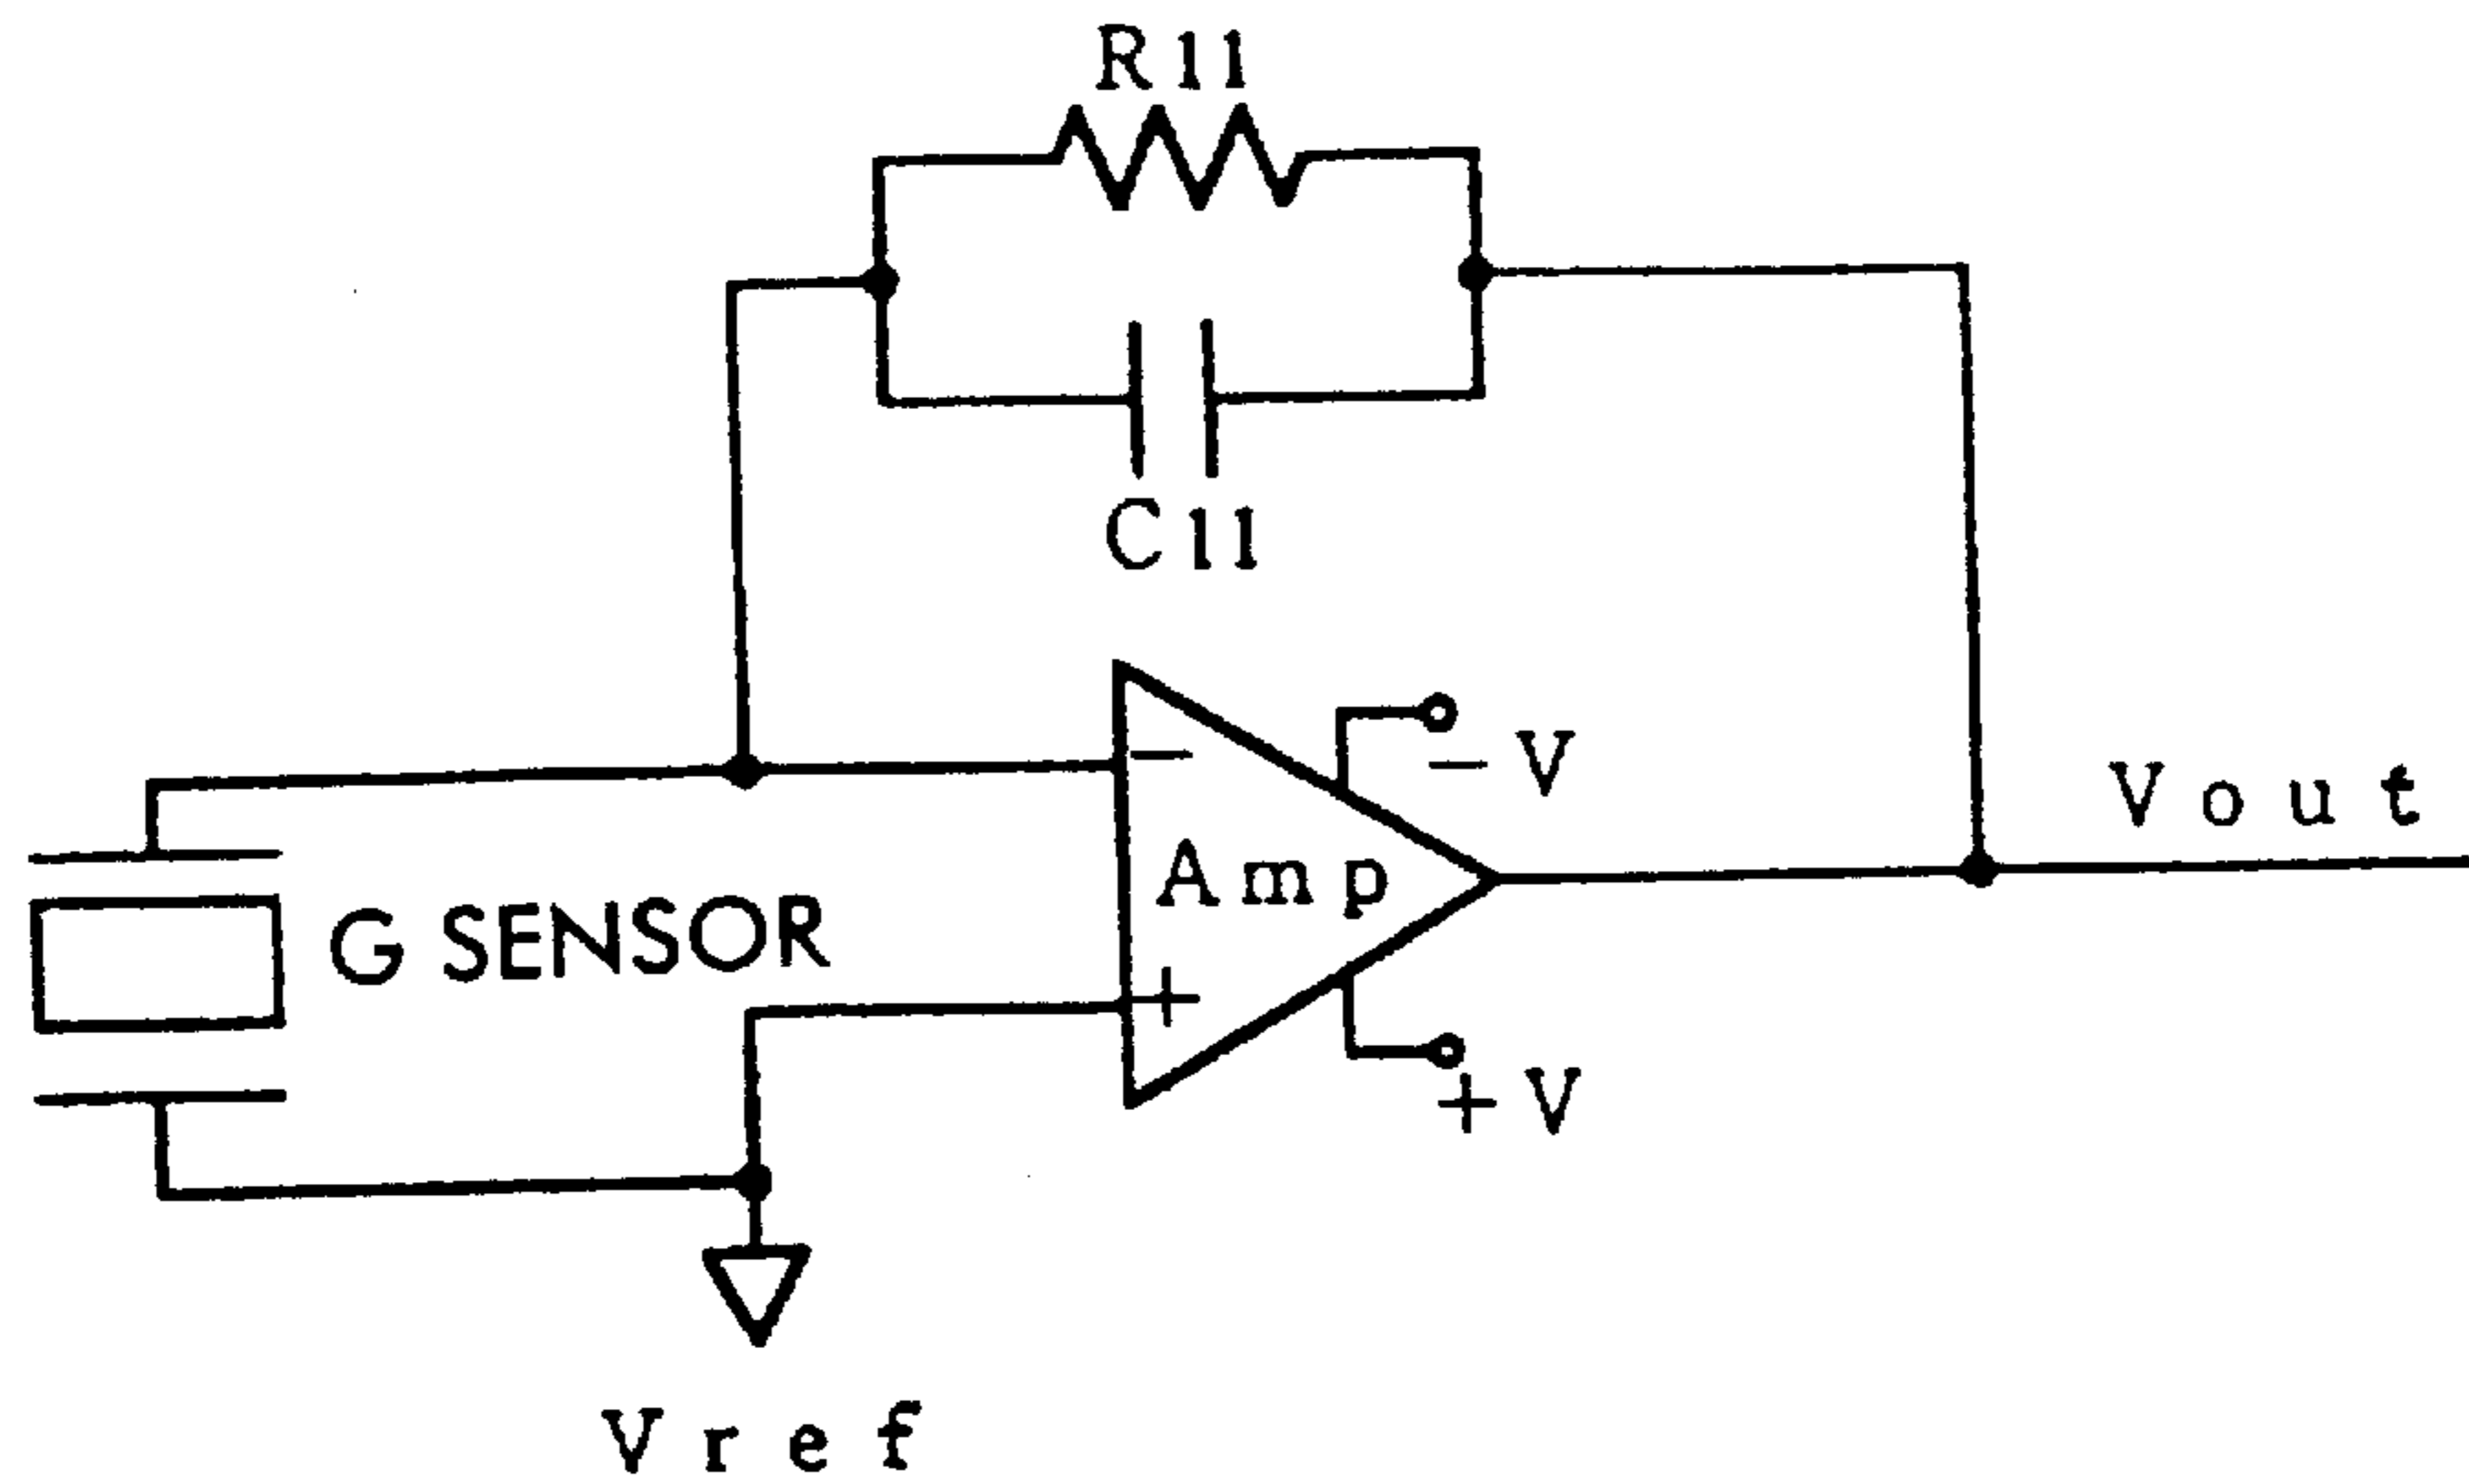 R11
C11
− V
Vout
Amp
G SENSOR
−
+
+ V
Vref